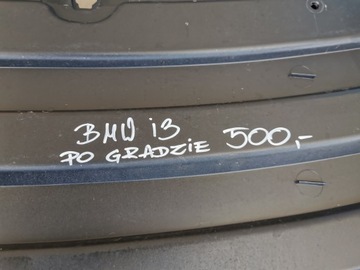 BMW i3
PO GRADZIE 500,-